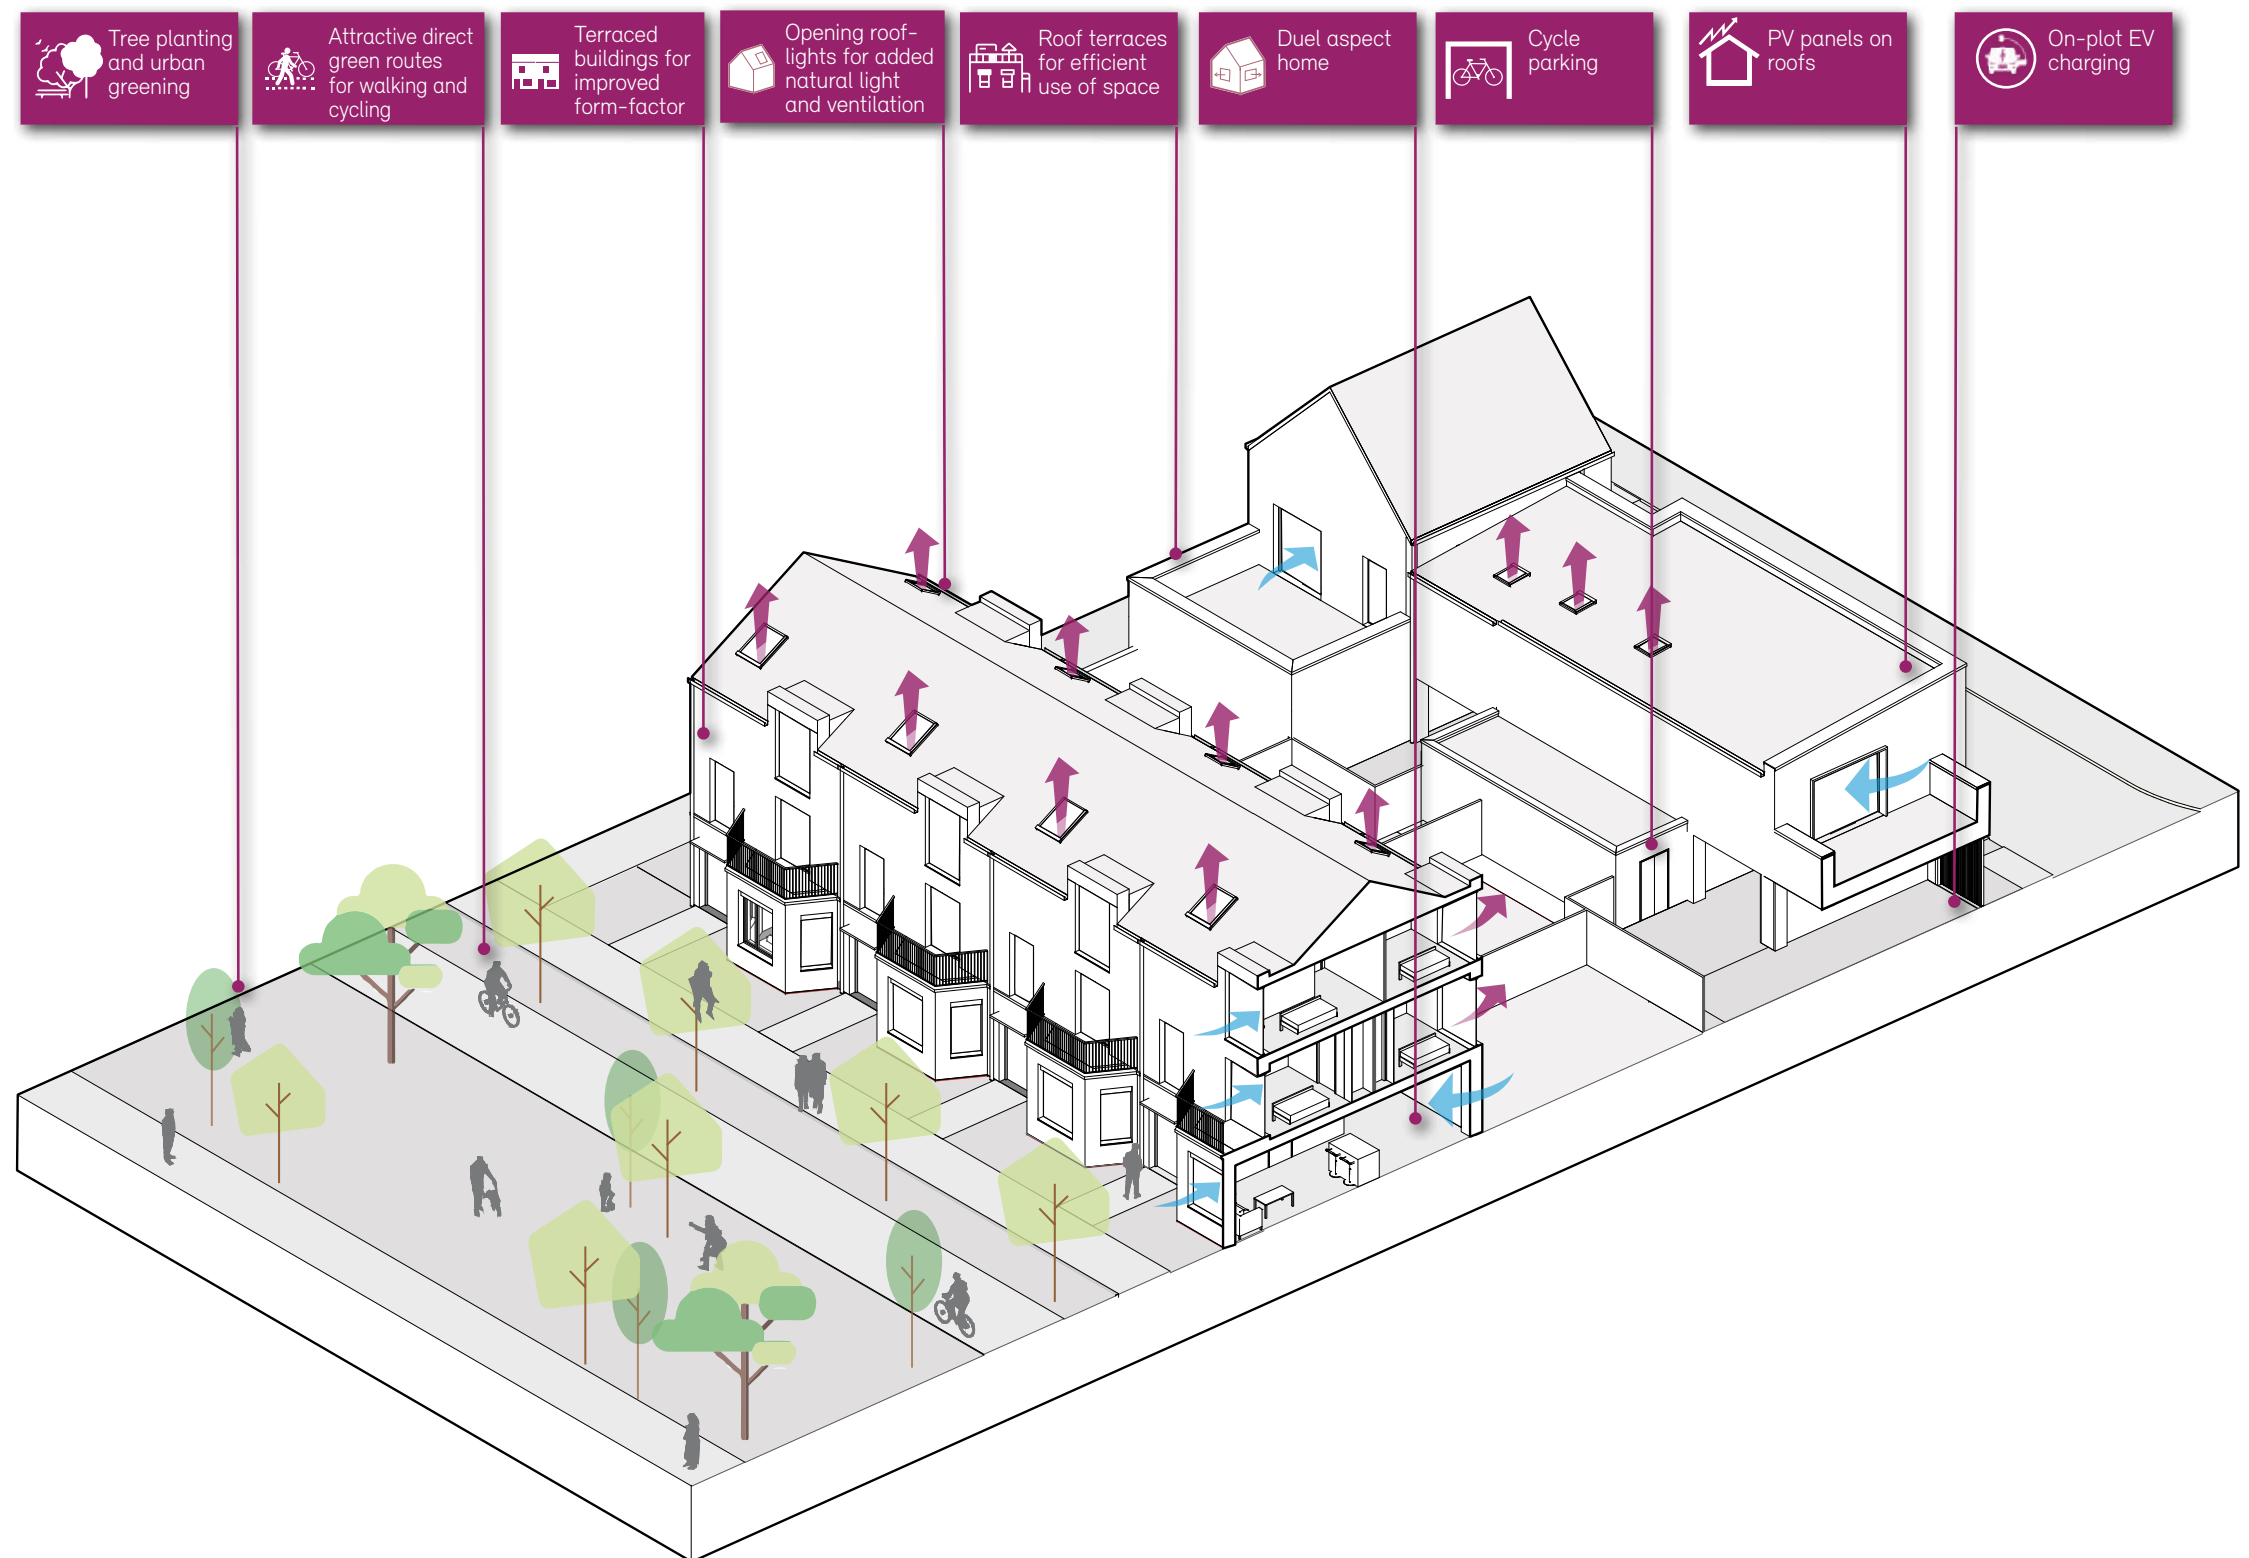 Tree planting
and urban
greening
Attractive direct
green routes
for walking and
cycling
Terraced
buildings for
improved
form-factor
Opening roof-
lights for added
natural light
and ventilation
Roof terraces
for efficient
use of space
Duel aspect
home
Cycle
parking
PV panels on
roofs
On-plot EV
charging